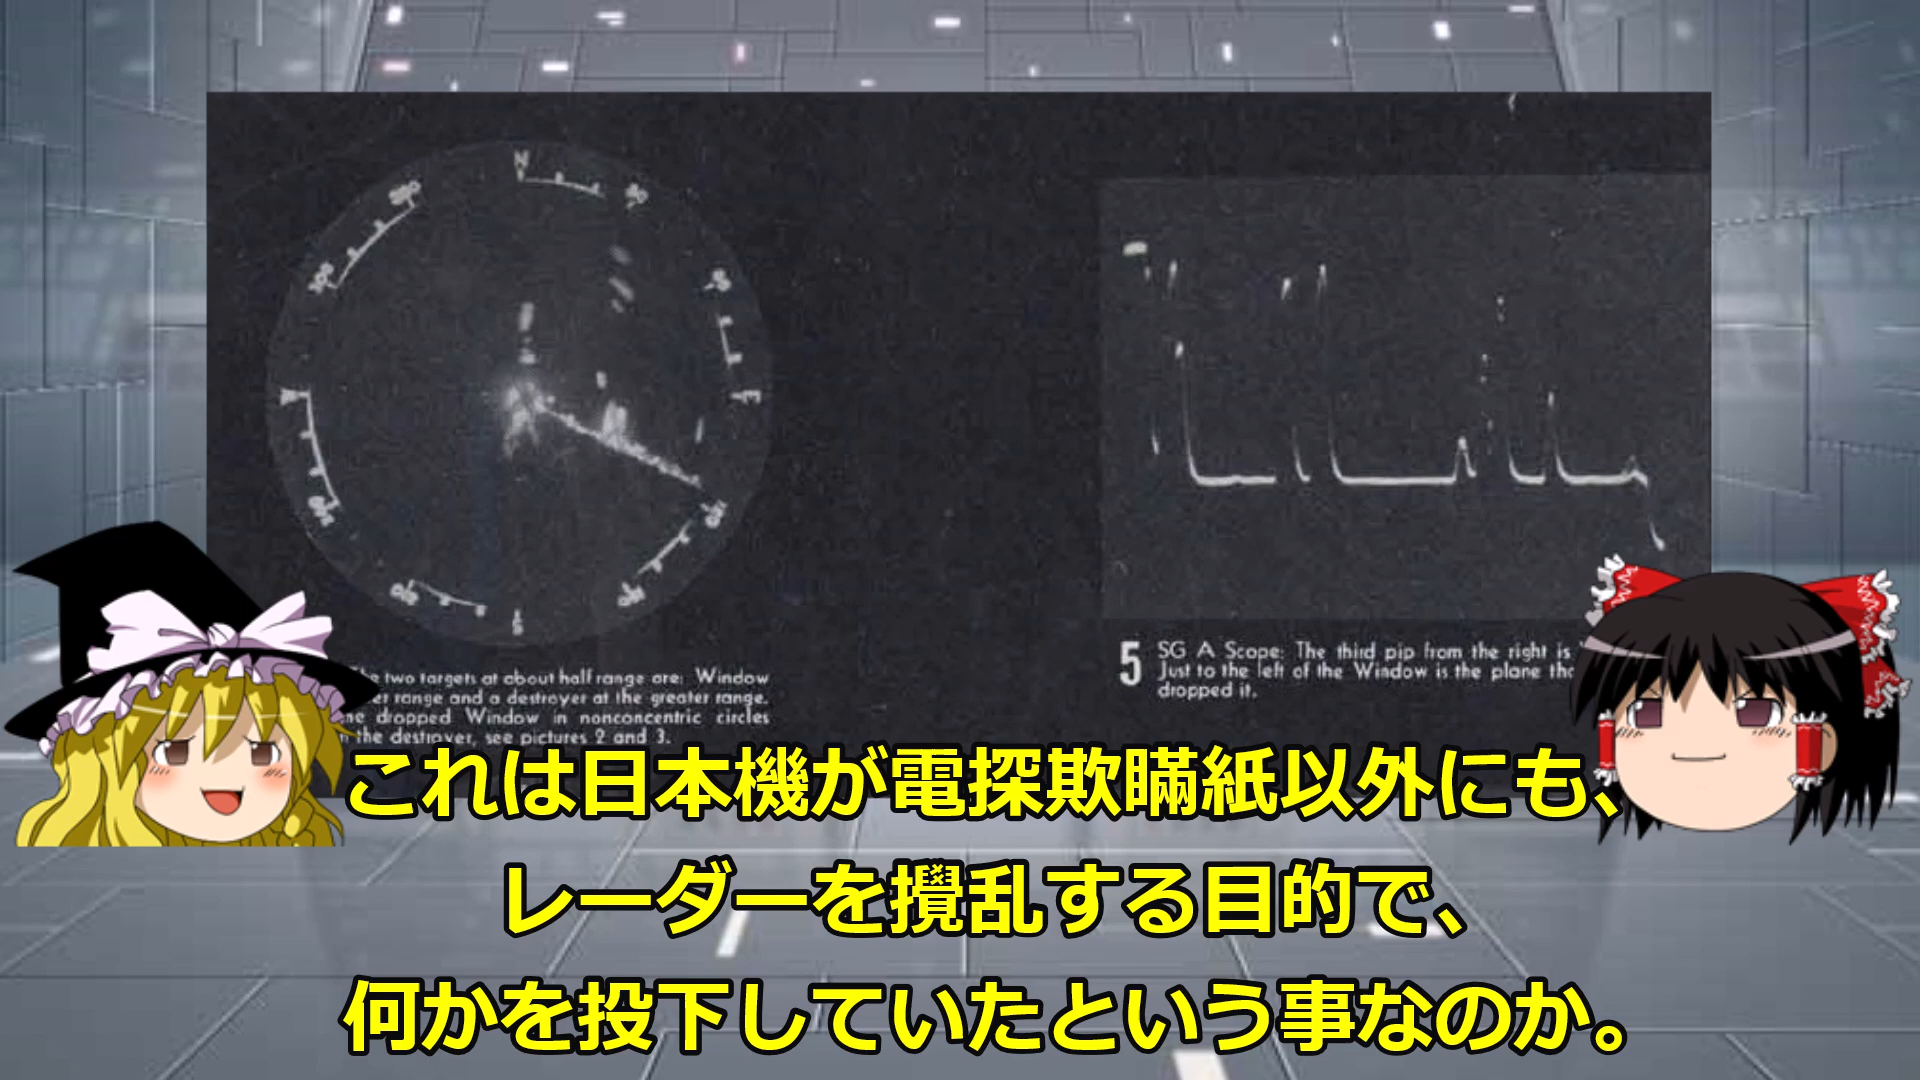 N
W
E
S
he two targets at about half range are: Window
er range and a destroyer at the greater range.
ne dropped Window in nonconcentric circles
the destroyer, see pictures 2 and 3.
5
SG A Scope: The third pip from the right is
Just to the left of the Window is the plane tha
dropped it.
これは日本機が電探欺瞞紙以外にも、
レーダーを攪乱する目的で、
何かを投下していたという事なのか。